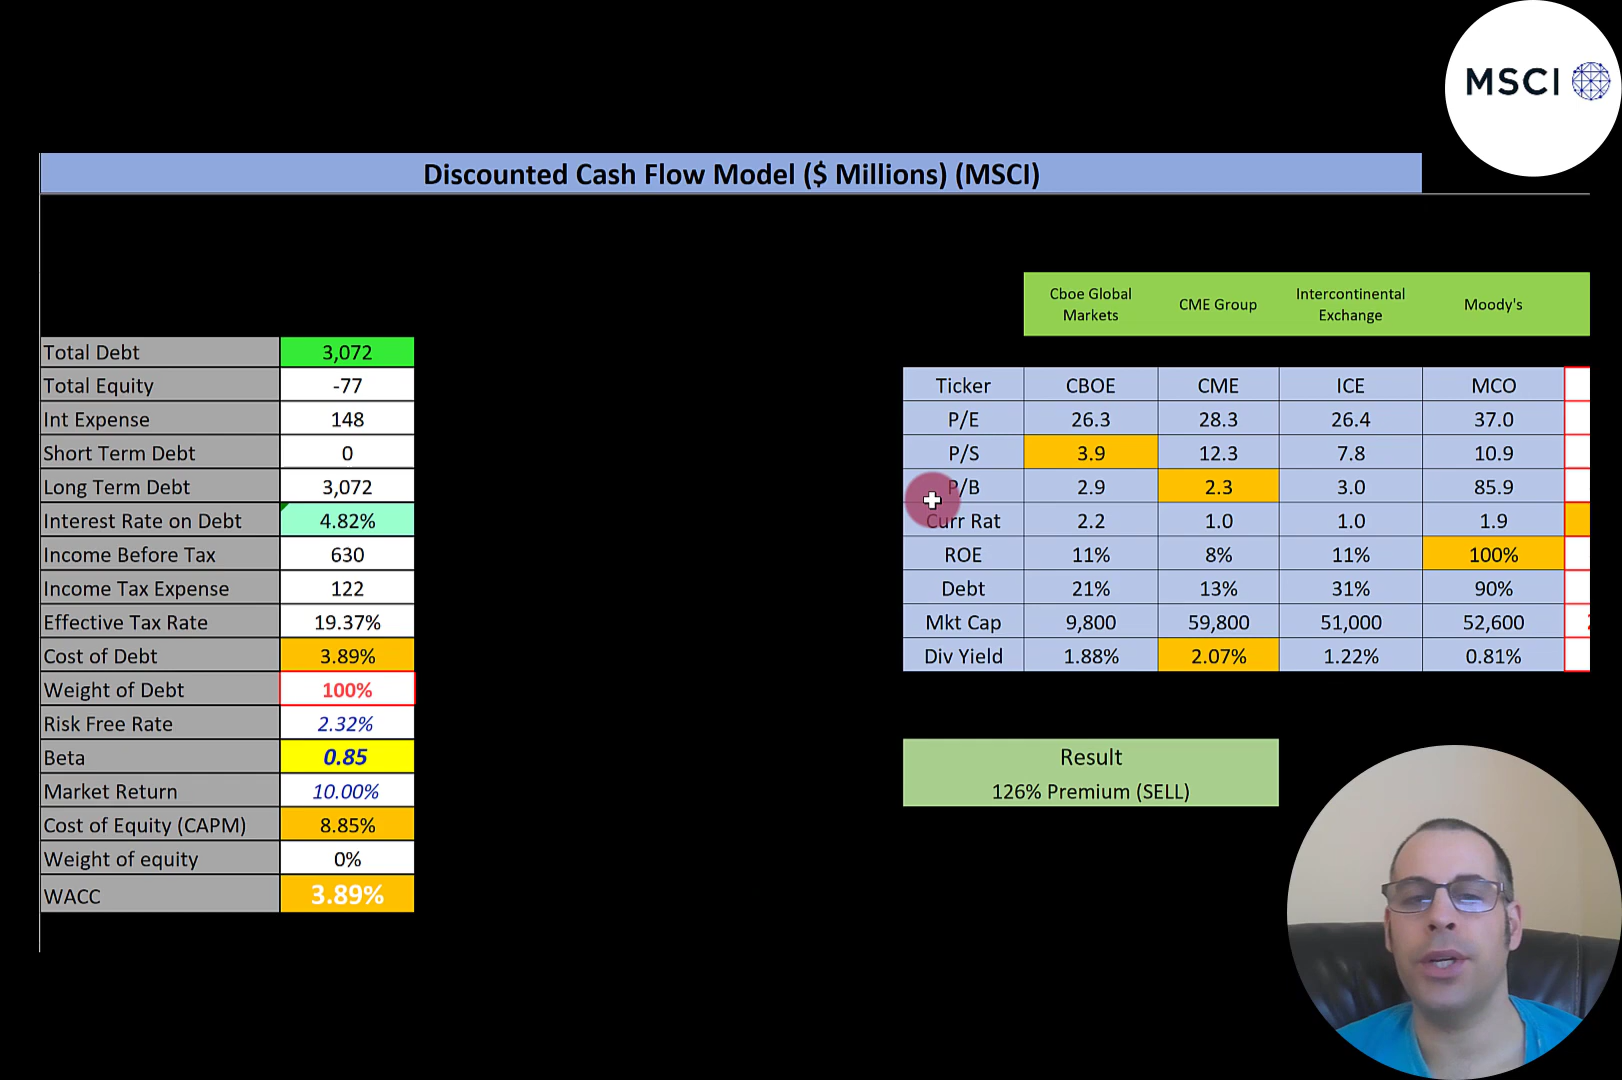 MSCI
Discounted Cash Flow Model ($ Millions) (MSCI)
Cboe Global Markets CME Group Intercontinental Exchange Moody's
Total Debt 3,072
Total Equity -77
Int Expense 148
Short Term Debt 0
Long Term Debt 3,072
Interest Rate on Debt 4.82%
Income Before Tax 630
Income Tax Expense 122
Effective Tax Rate 19.37%
Cost of Debt 3.89%
Weight of Debt 100%
Risk Free Rate 2.32%
Beta 0.85
Market Return 10.00%
Cost of Equity (CAPM) 8.85%
Weight of equity 0%
WACC 3.89%
Ticker CBOE CME ICE MCO
P/E 26.3 28.3 26.4 37.0
P/S 3.9 12.3 7.8 10.9
P/B 2.9 2.3 3.0 85.9
Curr Rat 2.2 1.0 1.0 1.9
ROE 11% 8% 11% 100%
Debt 21% 13% 31% 90%
Mkt Cap 9,800 59,800 51,000 52,600
Div Yield 1.88% 2.07% 1.22% 0.81%
Result
126% Premium (SELL)